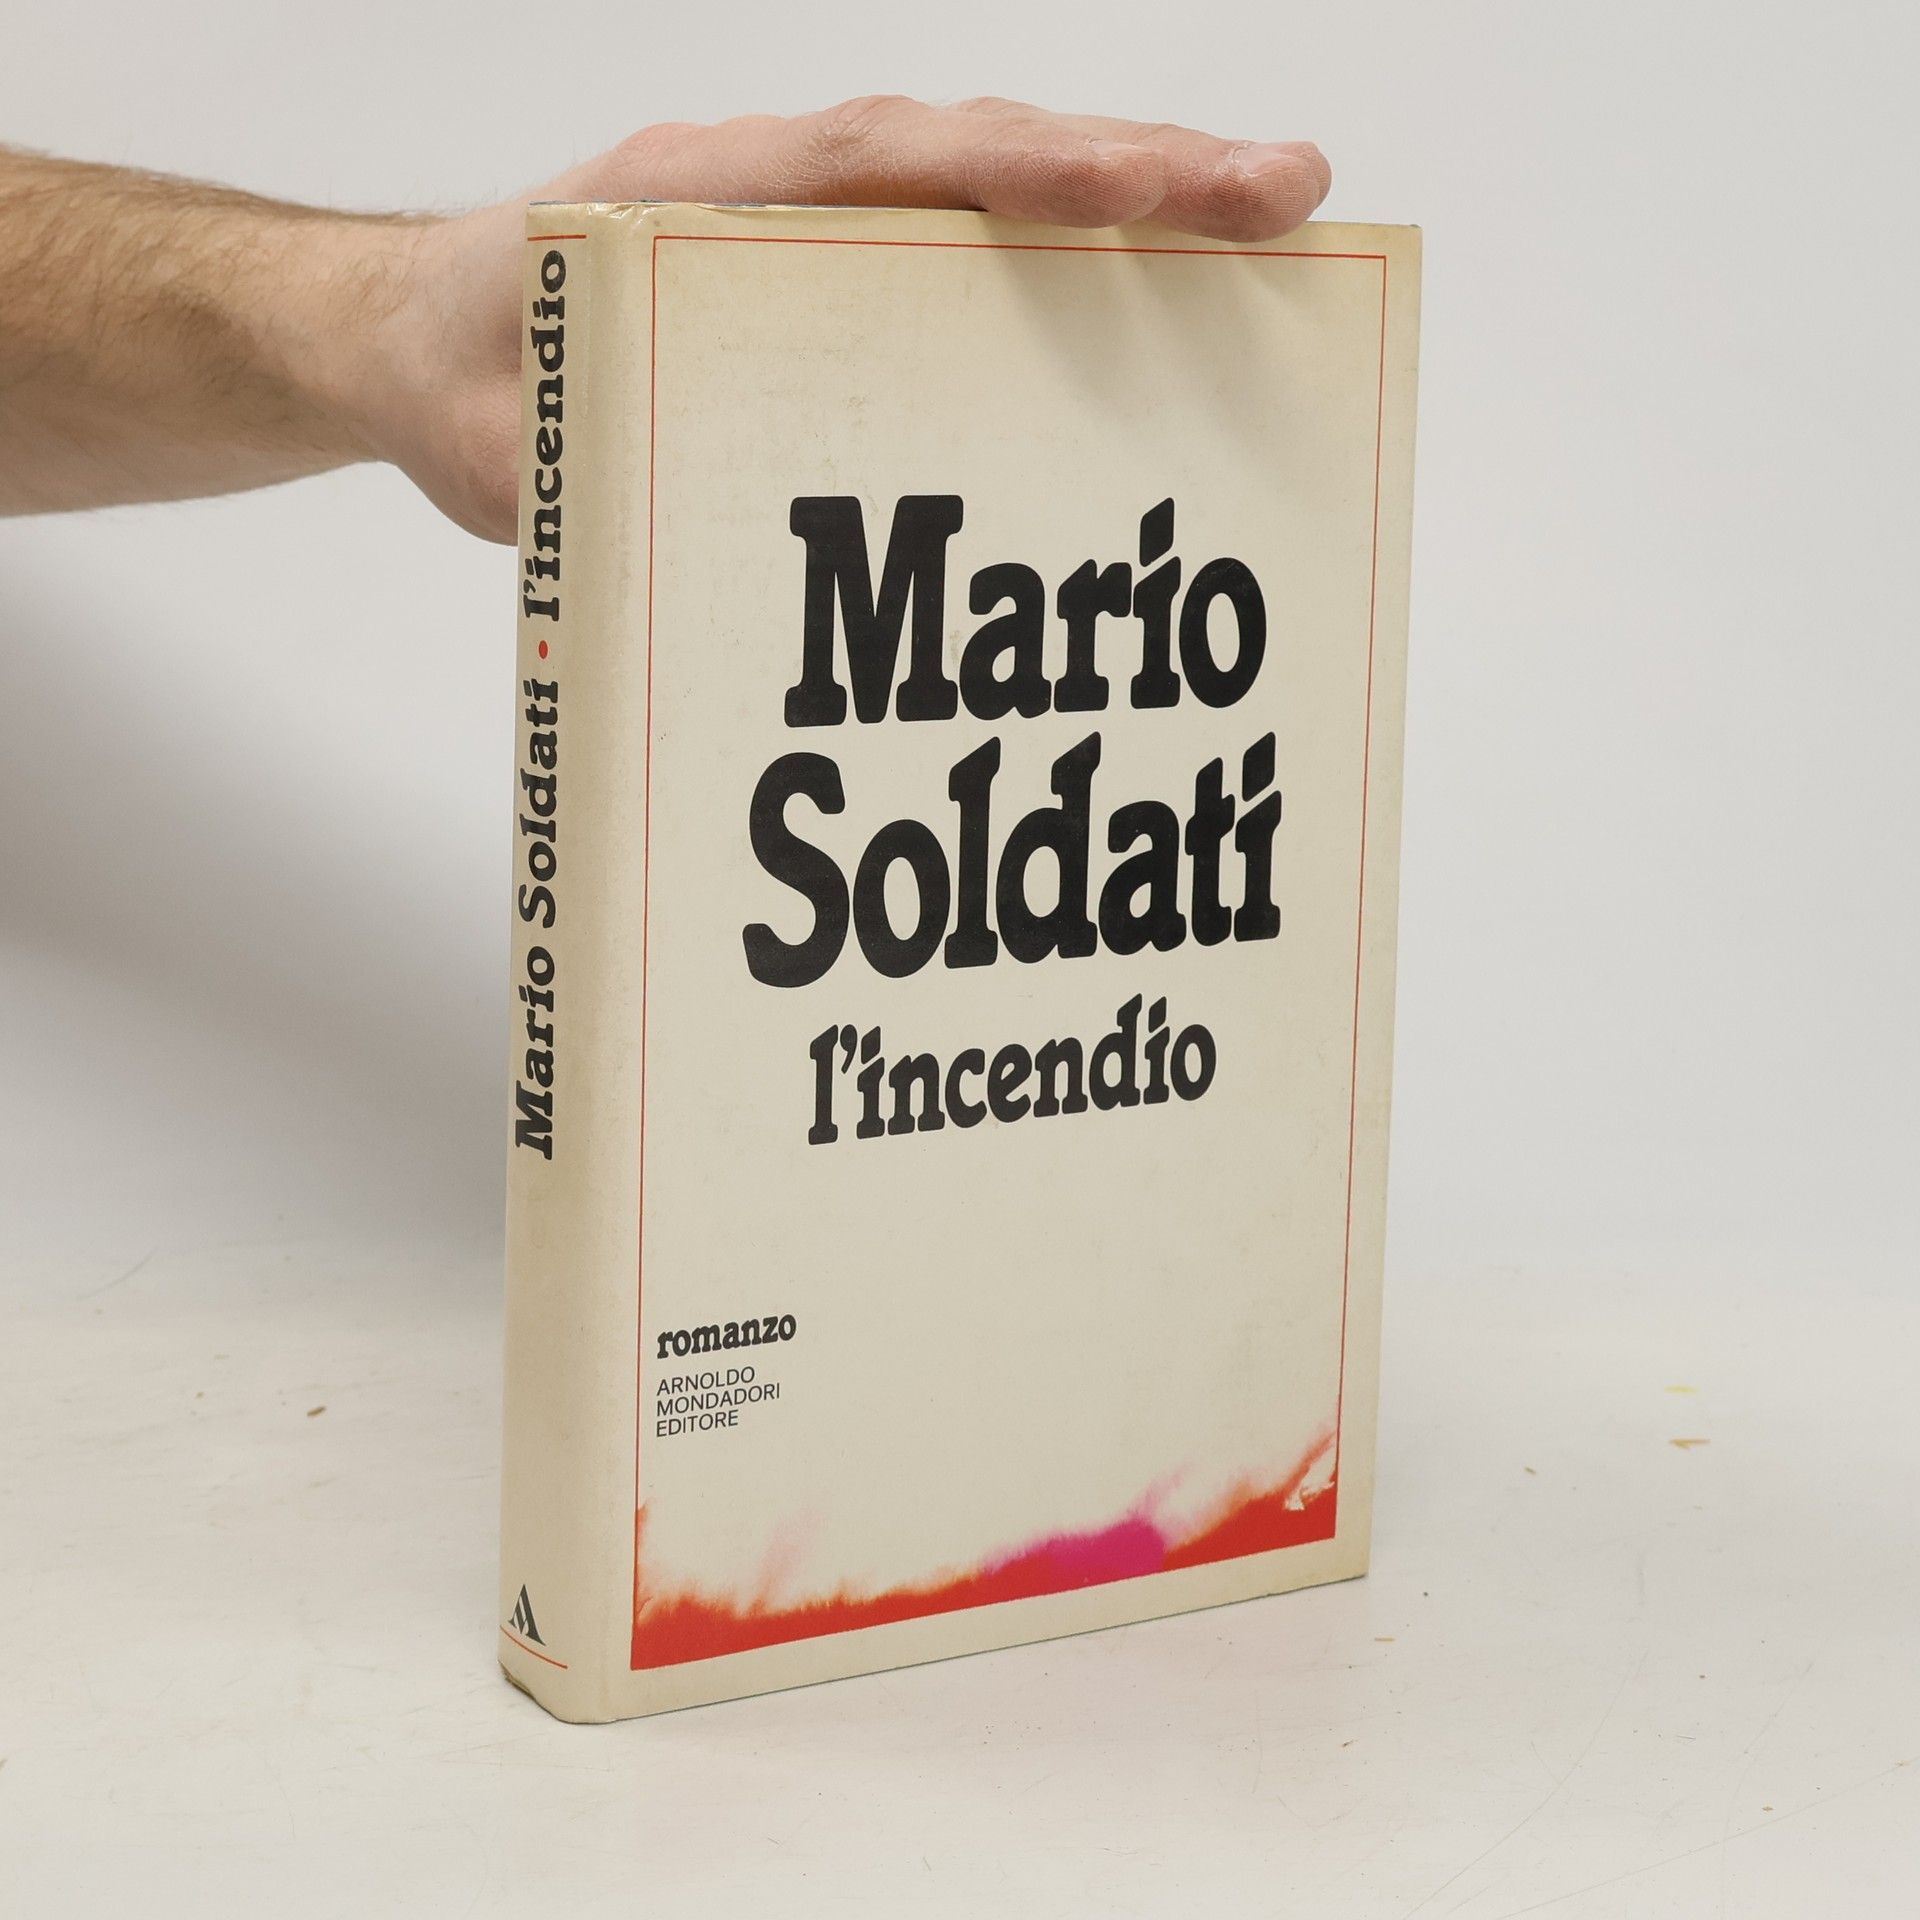 Mario Soldati • l'incendio
Mario
Soldati
l'incendio
romanzo
ARNOLDO
MONDADORI
EDITORE